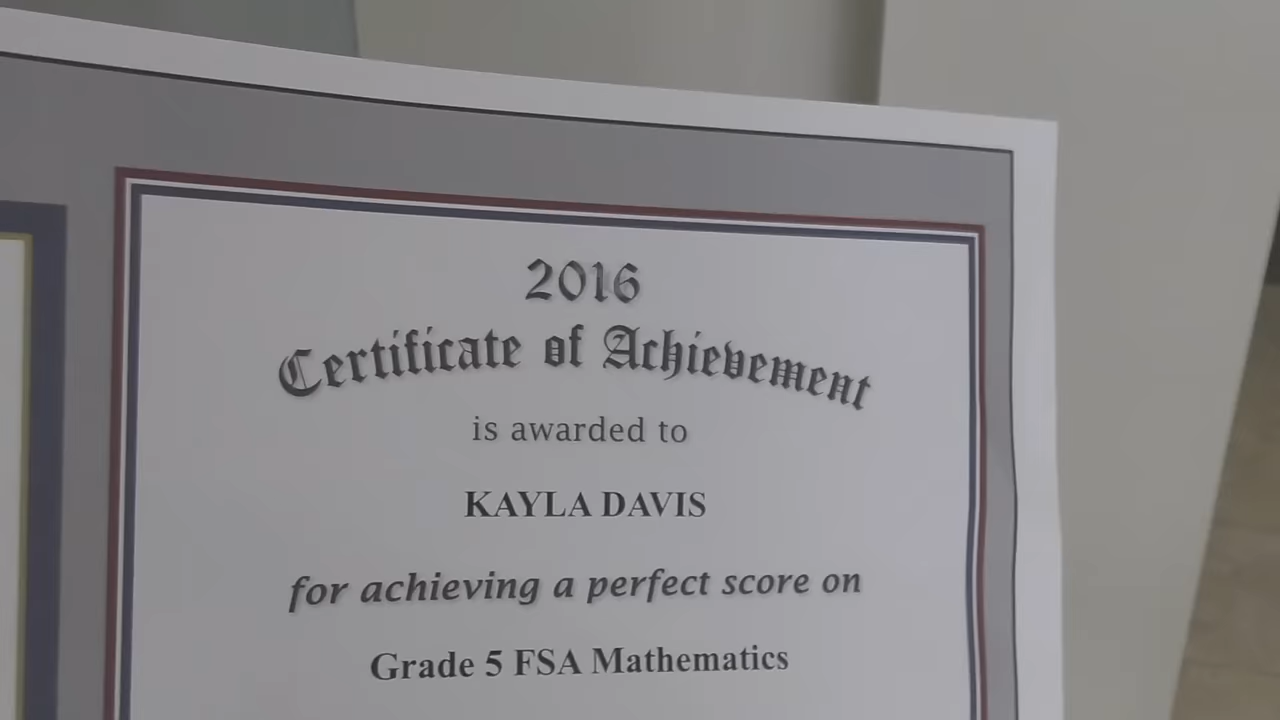 2016
Certificate of Achievement
is awarded to
KAYLA DAVIS
for achieving a perfect score on
Grade 5 FSA Mathematics